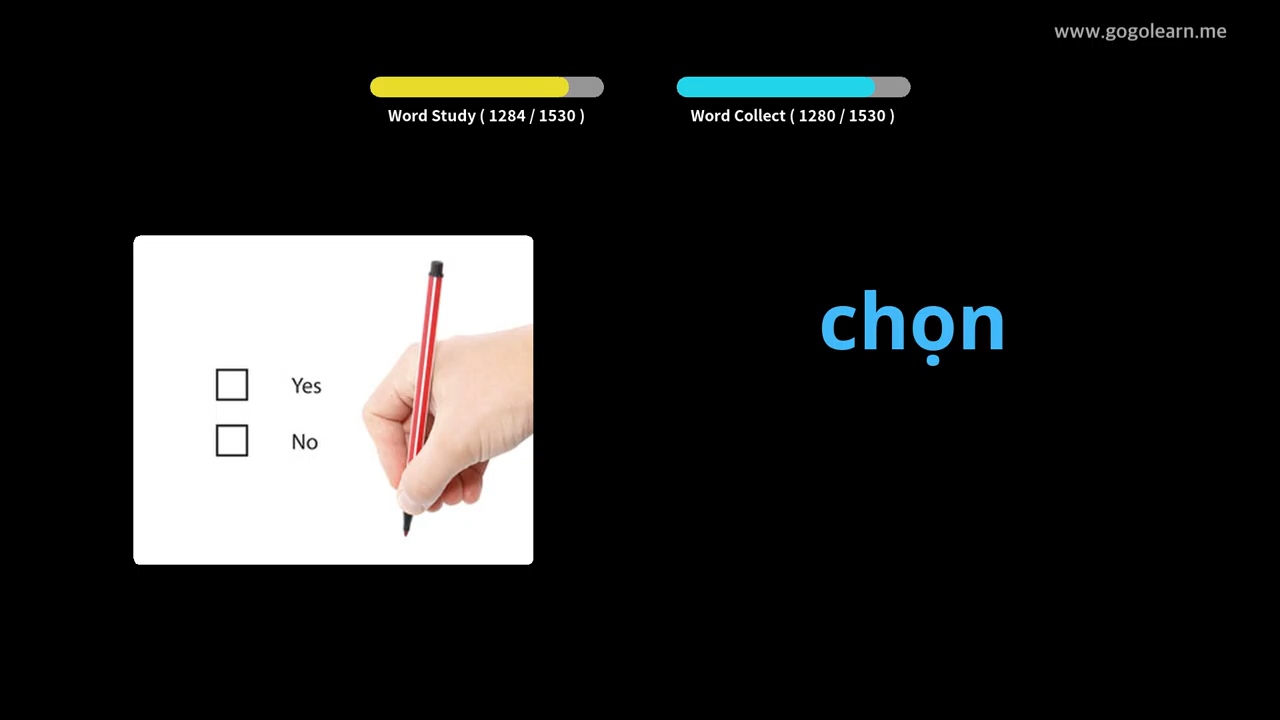 www.gogolearn.me
Word Study ( 1284 / 1530 )
Word Collect ( 1280 / 1530 )
chọn
Yes
No